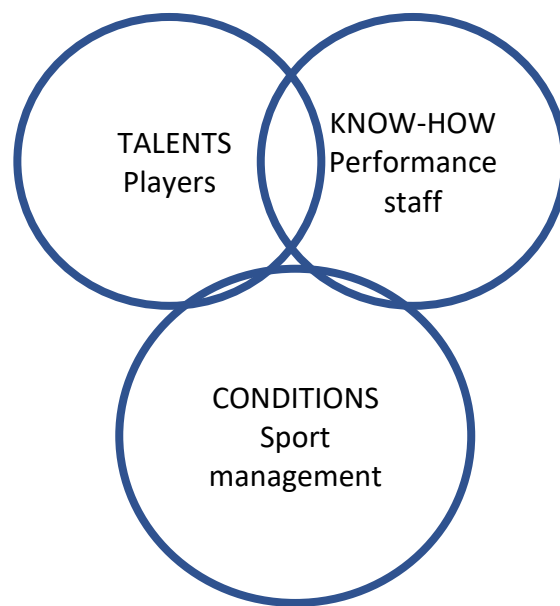 TALENTS
Players
KNOW-HOW
Performance
staff
CONDITIONS
Sport
management